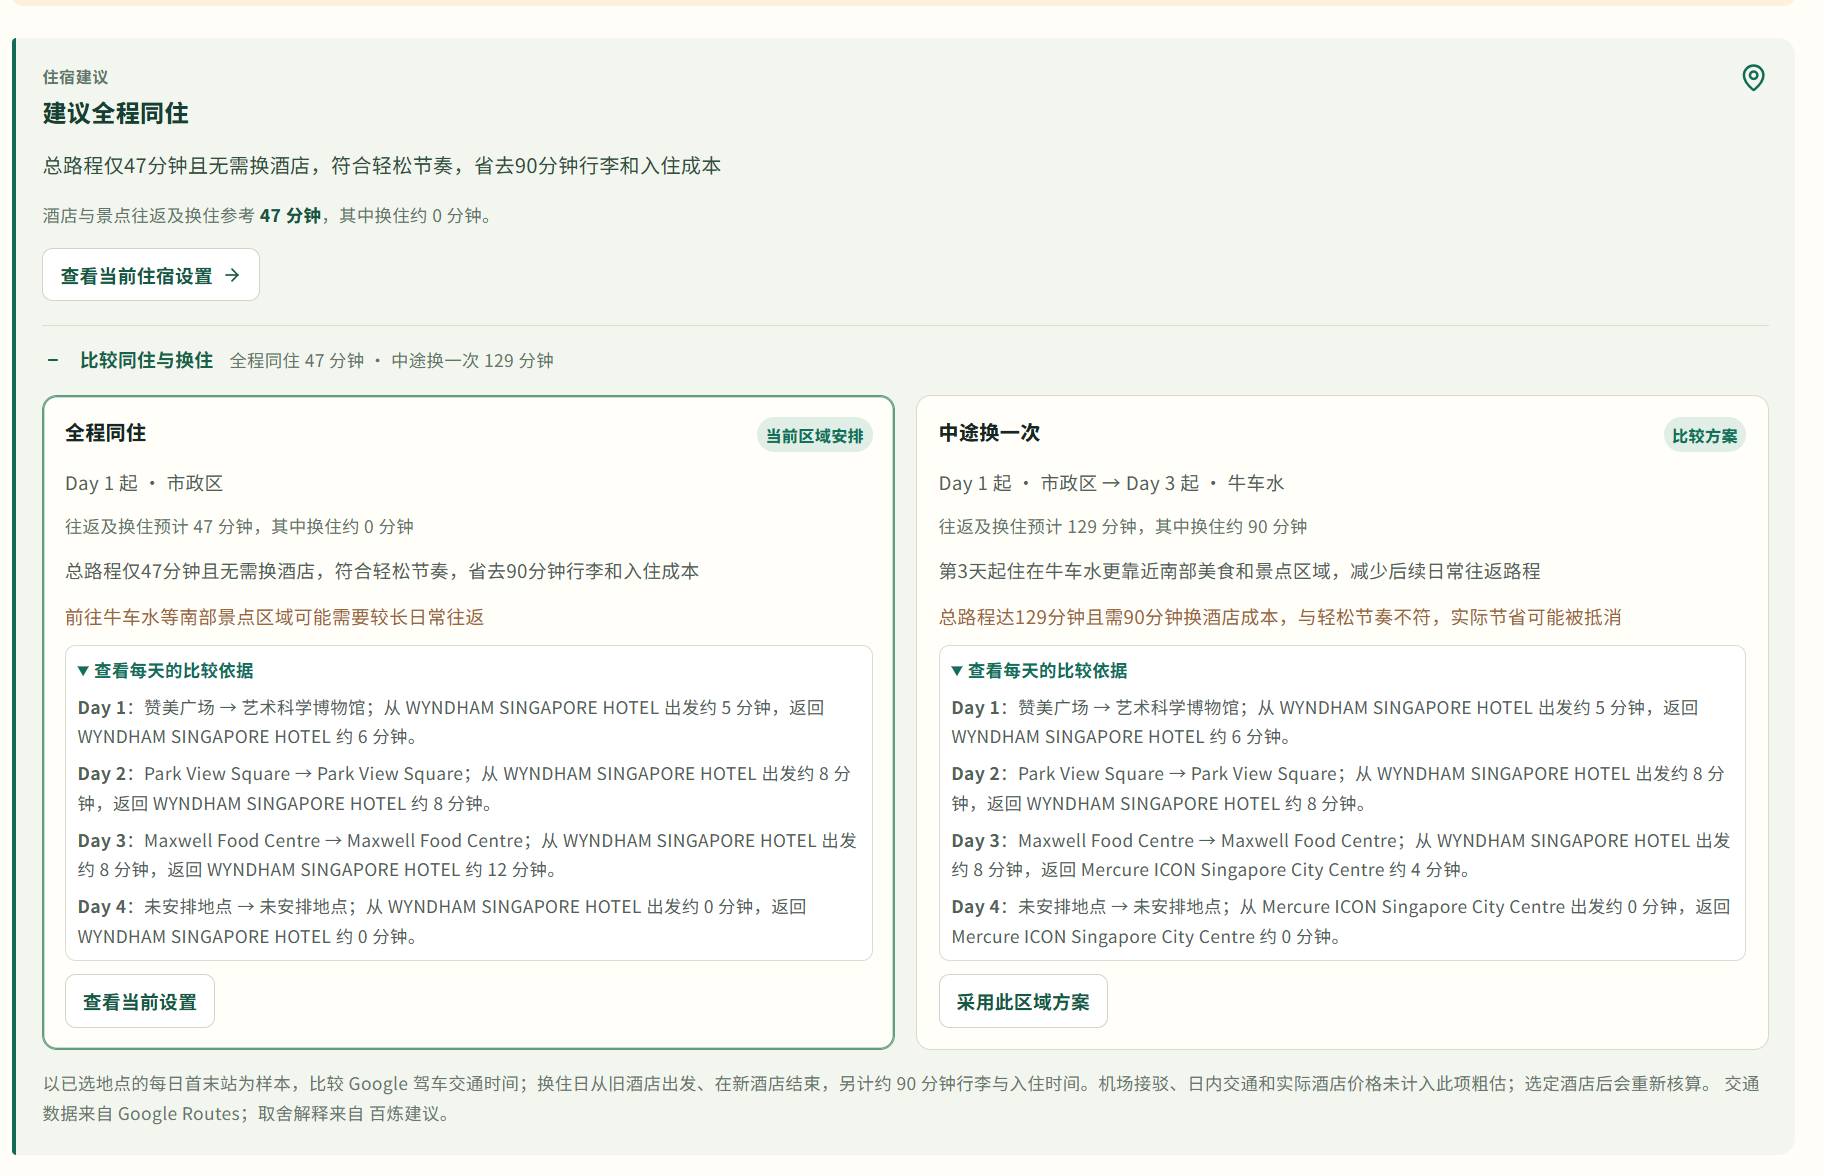 住宿建议
建议全程同住
总路程仅47分钟且无需换酒店，符合轻松节奏，省去90分钟行李和入住成本
酒店与景点往返及换住参考 47 分钟，其中换住约 0 分钟。
查看当前住宿设置 →
− 比较同住与换住 全程同住 47 分钟 · 中途换一次 129 分钟
全程同住
当前区域安排
Day 1 起 · 市政区
往返及换住预计 47 分钟，其中换住约 0 分钟
总路程仅47分钟且无需换酒店，符合轻松节奏，省去90分钟行李和入住成本
前往牛车水等南部景点区域可能需要较长日常往返
▼ 查看每天的比较依据
Day 1：赞美广场 → 艺术科学博物馆；从 WYNDHAM SINGAPORE HOTEL 出发约 5 分钟，返回
WYNDHAM SINGAPORE HOTEL 约 6 分钟。
Day 2：Park View Square → Park View Square；从 WYNDHAM SINGAPORE HOTEL 出发约 8 分
钟，返回 WYNDHAM SINGAPORE HOTEL 约 8 分钟。
Day 3：Maxwell Food Centre → Maxwell Food Centre；从 WYNDHAM SINGAPORE HOTEL 出发
约 8 分钟，返回 WYNDHAM SINGAPORE HOTEL 约 12 分钟。
Day 4：未安排地点 → 未安排地点；从 WYNDHAM SINGAPORE HOTEL 出发约 0 分钟，返回
WYNDHAM SINGAPORE HOTEL 约 0 分钟。
查看当前设置
中途换一次
比较方案
Day 1 起 · 市政区 → Day 3 起 · 牛车水
往返及换住预计 129 分钟，其中换住约 90 分钟
第3天起住在牛车水更靠近南部美食和景点区域，减少后续日常往返路程
总路程达129分钟且需90分钟换酒店成本，与轻松节奏不符，实际节省可能被抵消
▼ 查看每天的比较依据
Day 1：赞美广场 → 艺术科学博物馆；从 WYNDHAM SINGAPORE HOTEL 出发约 5 分钟，返回
WYNDHAM SINGAPORE HOTEL 约 6 分钟。
Day 2：Park View Square → Park View Square；从 WYNDHAM SINGAPORE HOTEL 出发约 8 分
钟，返回 WYNDHAM SINGAPORE HOTEL 约 8 分钟。
Day 3：Maxwell Food Centre → Maxwell Food Centre；从 WYNDHAM SINGAPORE HOTEL 出发
约 8 分钟，返回 Mercure ICON Singapore City Centre 约 4 分钟。
Day 4：未安排地点 → 未安排地点；从 Mercure ICON Singapore City Centre 出发约 0 分钟，返回
Mercure ICON Singapore City Centre 约 0 分钟。
采用此区域方案
以已选地点的每日首末站为样本，比较 Google 驾车交通时间；换住日从旧酒店出发、在新酒店结束，另计约 90 分钟行李与入住时间。机场接驳、日内交通和实际酒店价格未计入此项粗估；选定酒店后会重新核算。 交通
数据来自 Google Routes；取舍解释来自 百炼建议。